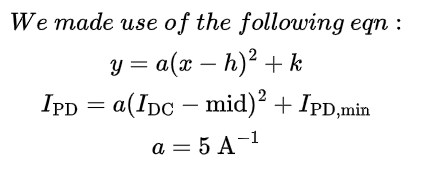 We made use of the following eqn :
y = a(x − h)² + k
I_PD = a(I_DC − mid)² + I_PD,min
a = 5 A⁻¹